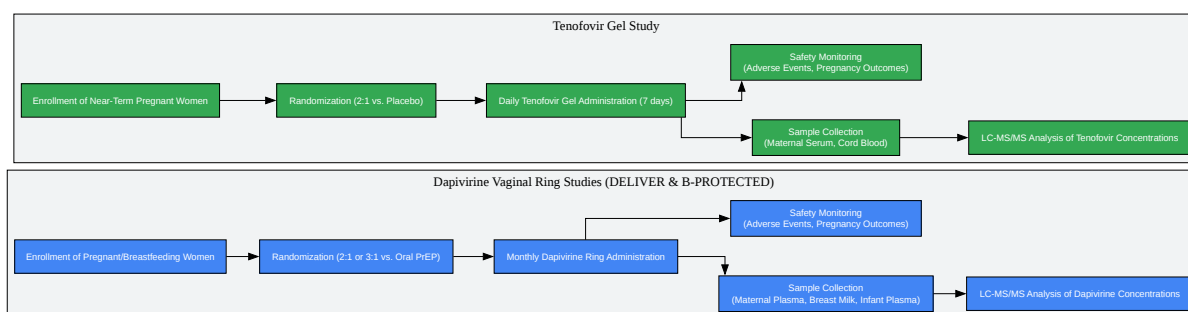 Tenofovir Gel Study
Safety Monitoring
(Adverse Events, Pregnancy Outcomes)
Enrollment of Near-Term Pregnant Women
Randomization (2:1 vs. Placebo)
Daily Tenofovir Gel Administration (7 days)
Sample Collection
(Maternal Serum, Cord Blood)
LC-MS/MS Analysis of Tenofovir Concentrations
Dapivirine Vaginal Ring Studies (DELIVER & B-PROTECTED)
Safety Monitoring
(Adverse Events, Pregnancy Outcomes)
Enrollment of Pregnant/Breastfeeding Women
Randomization (2:1 or 3:1 vs. Oral PrEP)
Monthly Dapivirine Ring Administration
Sample Collection
(Maternal Plasma, Breast Milk, Infant Plasma)
LC-MS/MS Analysis of Dapivirine Concentrations